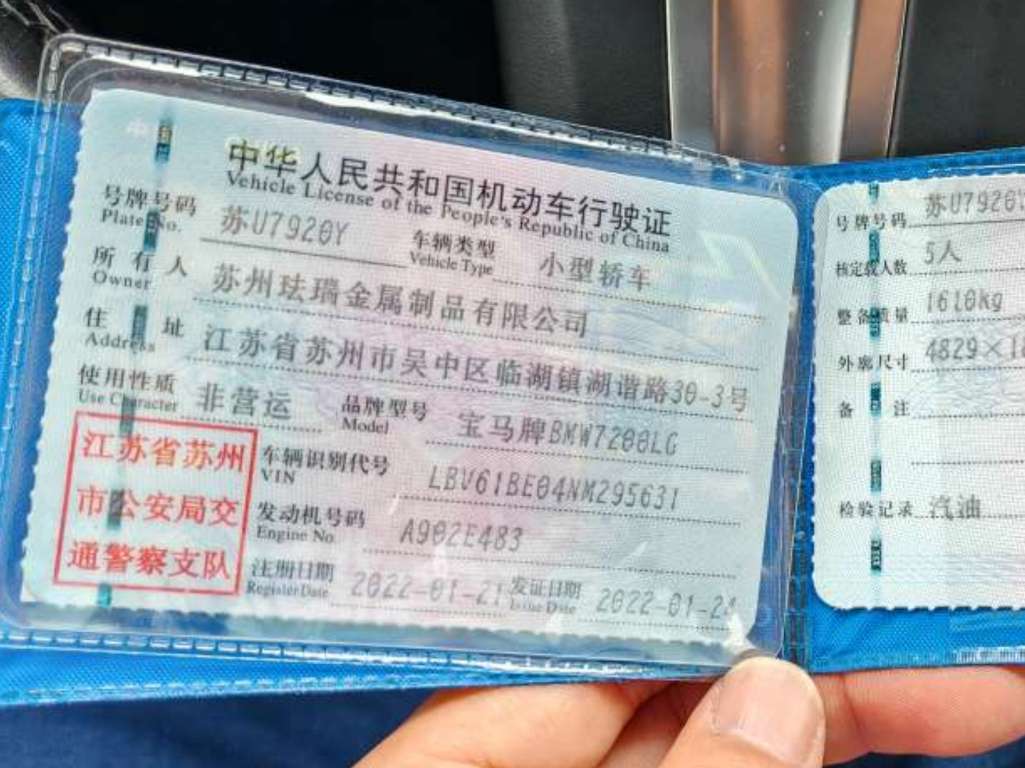 中华人民共和国机动车行驶证
Vehicle License of the People's Republic of China
号牌号码 苏U7920Y 车辆类型 小型轿车
Plate No. Vehicle Type
所有人 苏州珐瑞金属制品有限公司
Owner
住址 江苏省苏州市吴中区临湖镇湖谐路30-3号
Address
使用性质 非营运 品牌型号 宝马牌BMW7200LG
Use Character Model
江苏省苏州
市公安局交
通警察支队
车辆识别代号 LBV61BE04NM295631
VIN
发动机号码 A902E483
Engine No.
注册日期 2022-01-21 发证日期 2022-01-24
Register Date Issue Date
号牌号码 苏U7920Y
核定载人数 5人
整备质量 1610kg
外廓尺寸 4829×18
备注
检验记录 汽油